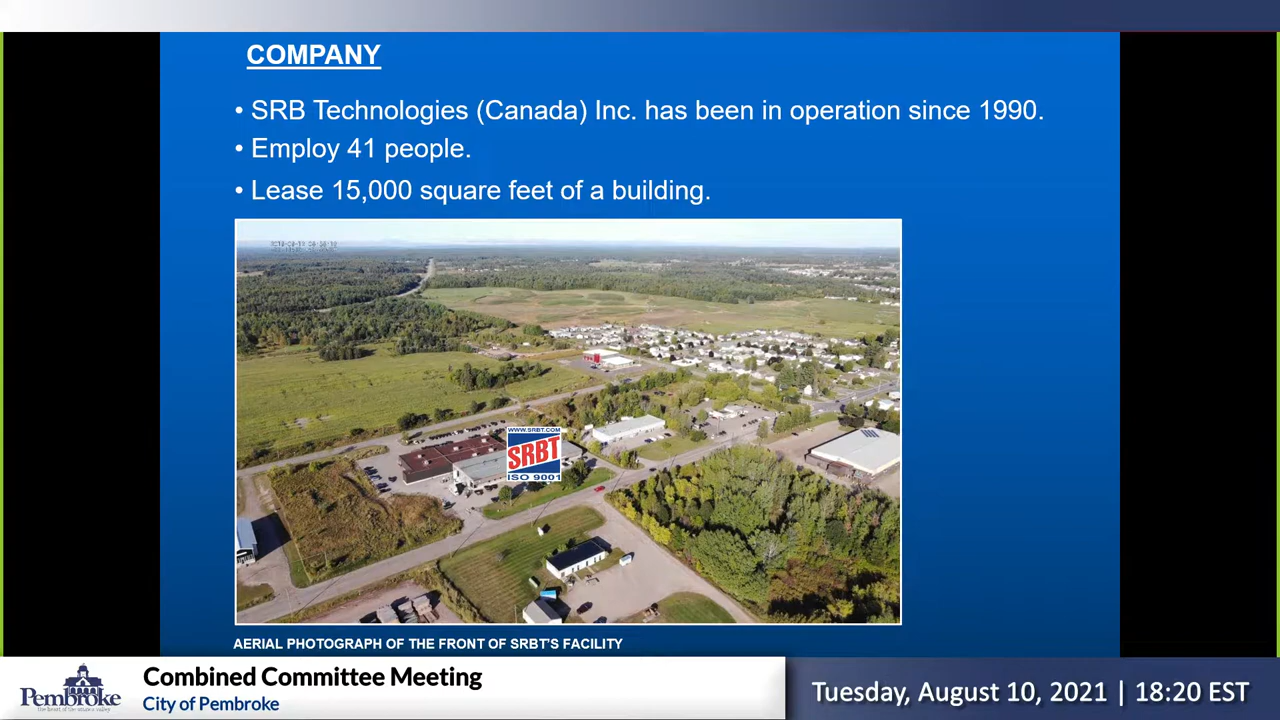 COMPANY
• SRB Technologies (Canada) Inc. has been in operation since 1990.
• Employ 41 people.
• Lease 15,000 square feet of a building.
WWW.SRBT.COM
SRBT
ISO 9001
AERIAL PHOTOGRAPH OF THE FRONT OF SRBT'S FACILITY
Pembroke
Combined Committee Meeting
City of Pembroke
Tuesday, August 10, 2021 | 18:20 EST